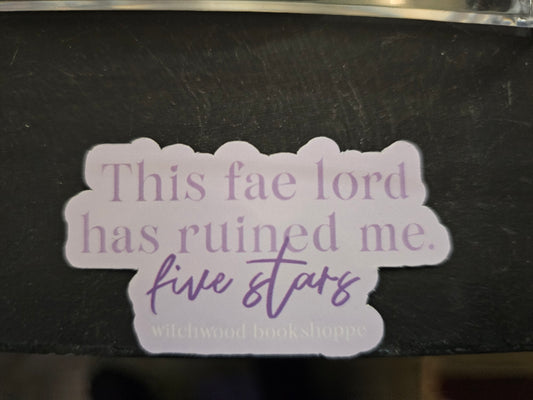 This fae lord
has ruined me.
five stars
witchwood bookshoppe